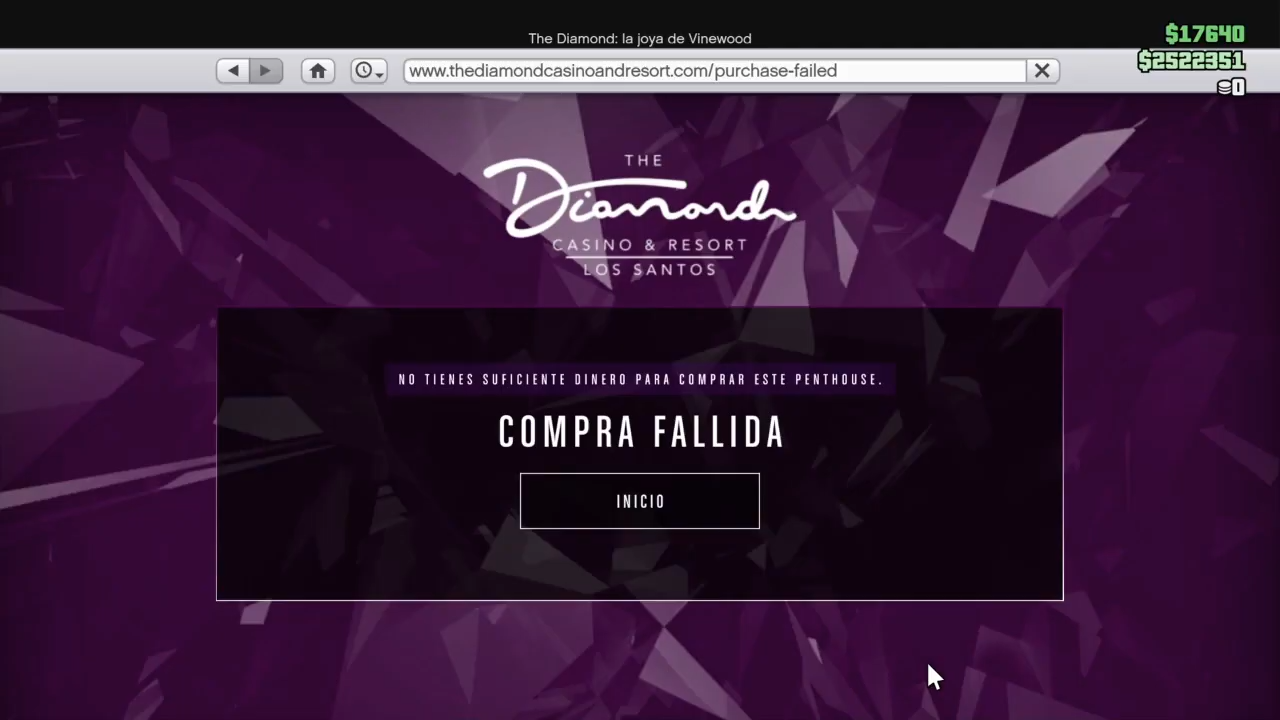 The Diamond: la joya de Vinewood
$17640
www.thediamondcasinoandresort.com/purchase-failed
$2522351
0
THE
Diamond
CASINO & RESORT
LOS SANTOS
NO TIENES SUFICIENTE DINERO PARA COMPRAR ESTE PENTHOUSE.
COMPRA FALLIDA
INICIO